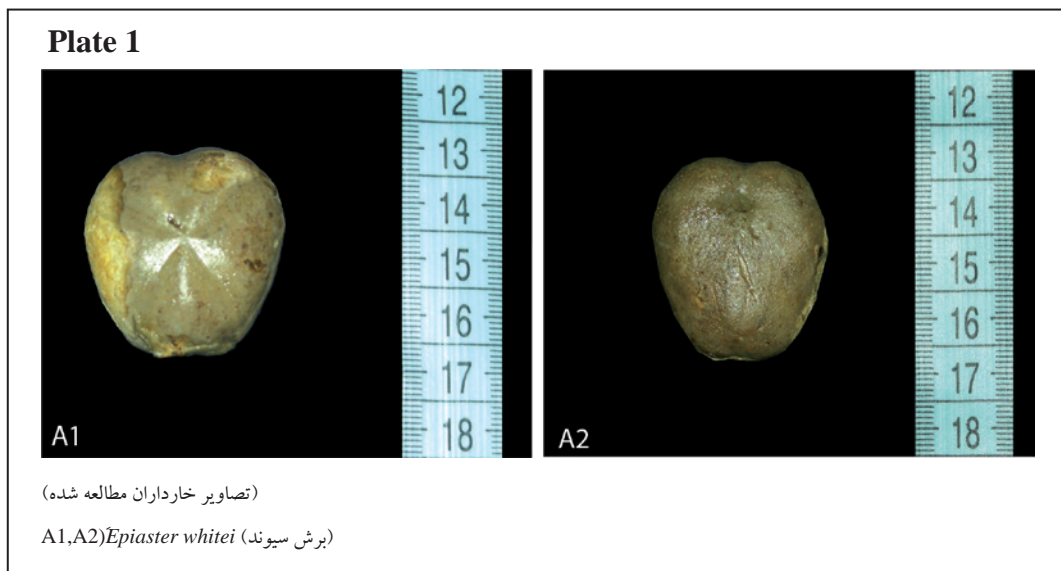 Plate 1
12
13
14
15
16
17
18
A1
12
13
14
15
16
17
18
A2
(تصاویر خارداران مطالعه شده)
A1,A2)Epiaster whitei (برش سیوند)